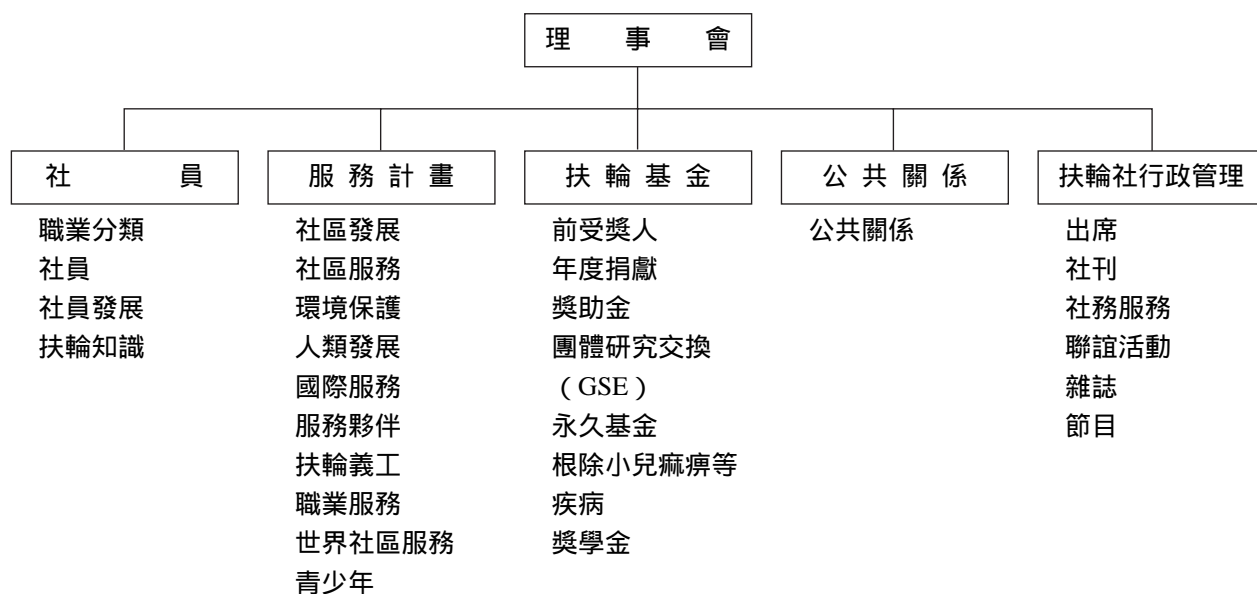 理事會
社員
職業分類
社員
社員發展
扶輪知識
服務計畫
社區發展
社區服務
環境保護
人類發展
國際服務
服務夥伴
扶輪義工
職業服務
世界社區服務
青少年
扶輪基金
前受獎人
年度捐獻
獎助金
團體研究交換
（GSE）
永久基金
根除小兒痲痹等
疾病
獎學金
公共關係
公共關係
扶輪社行政管理
出席
社刊
社務服務
聯誼活動
雜誌
節目